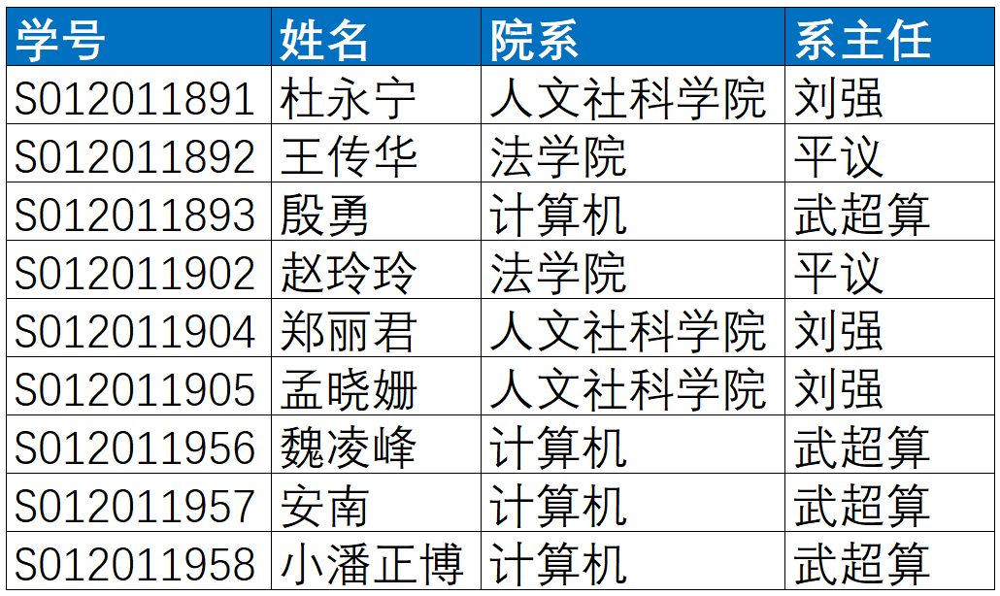 学号 姓名 院系 系主任
S012011891 杜永宁 人文社科学院 刘强
S012011892 王传华 法学院 平议
S012011893 殷勇 计算机 武超算
S012011902 赵玲玲 法学院 平议
S012011904 郑丽君 人文社科学院 刘强
S012011905 孟晓姗 人文社科学院 刘强
S012011956 魏凌峰 计算机 武超算
S012011957 安南 计算机 武超算
S012011958 小潘正博 计算机 武超算